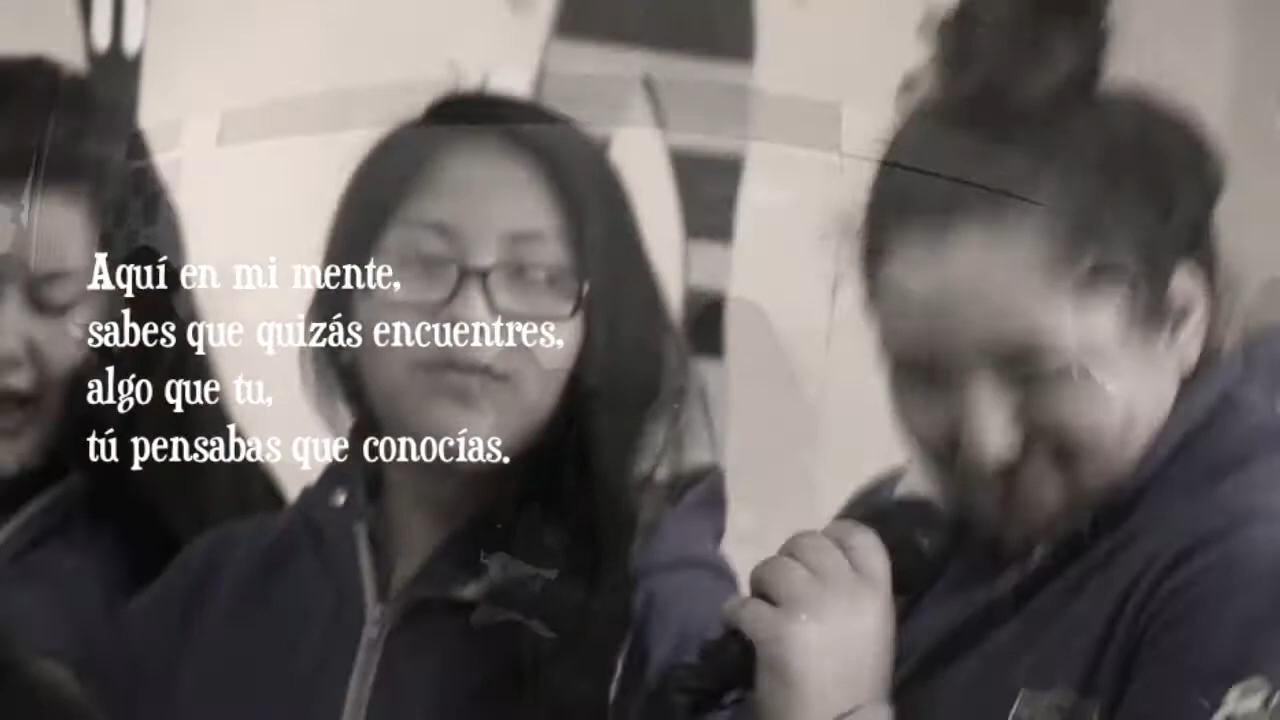 Aquí en mi mente,
sabes que quizás encuentres,
algo que tu,
tú pensabas que conocías.